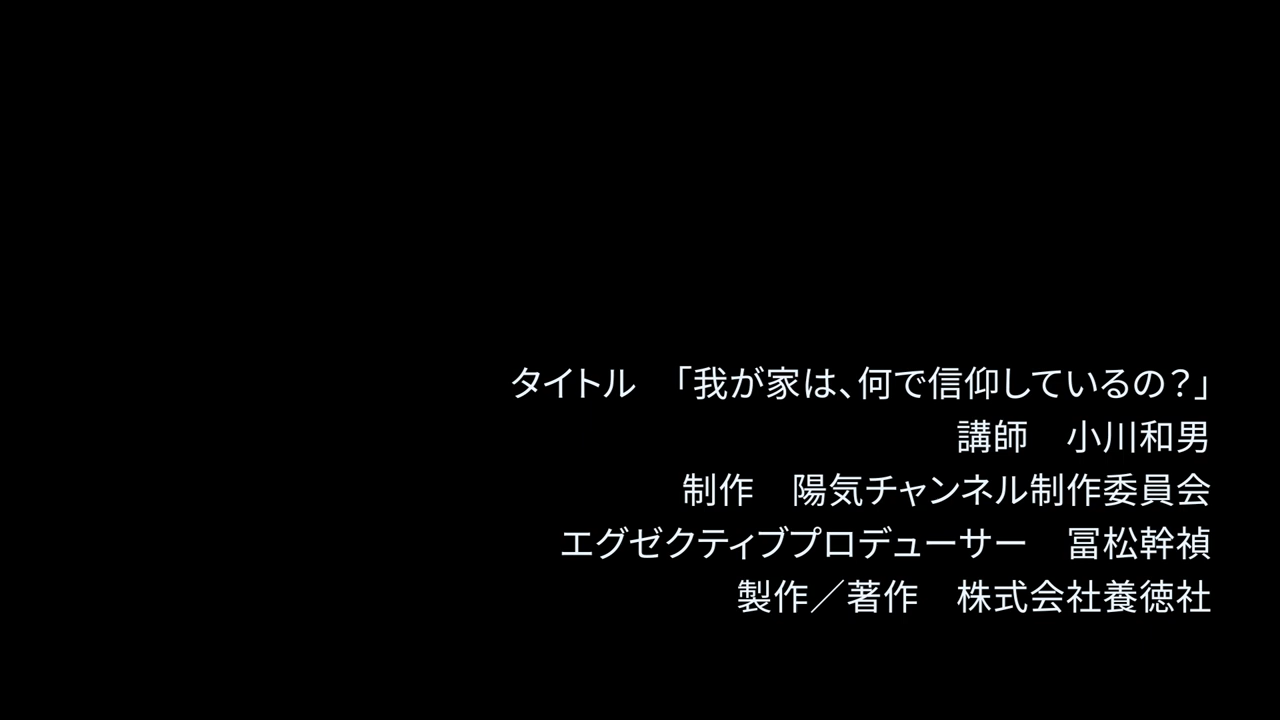 タイトル　「我が家は、何で信仰しているの？」
講師　小川和男
制作　陽気チャンネル制作委員会
エグゼクティブプロデューサー　冨松幹禎
製作／著作　株式会社養徳社